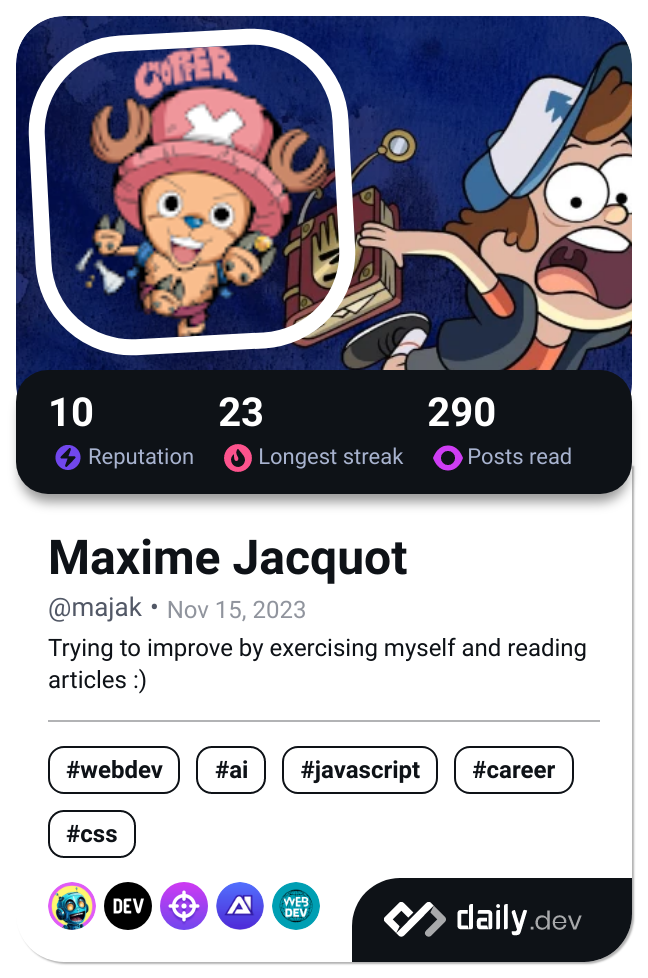 CHOPPER
10
23
290
Reputation
Longest streak
Posts read
Maxime Jacquot
@majak • Nov 15, 2023
Trying to improve by exercising myself and reading
articles :)
#webdev
#ai
#javascript
#career
#css
DEV
WEB
DEV
daily.dev